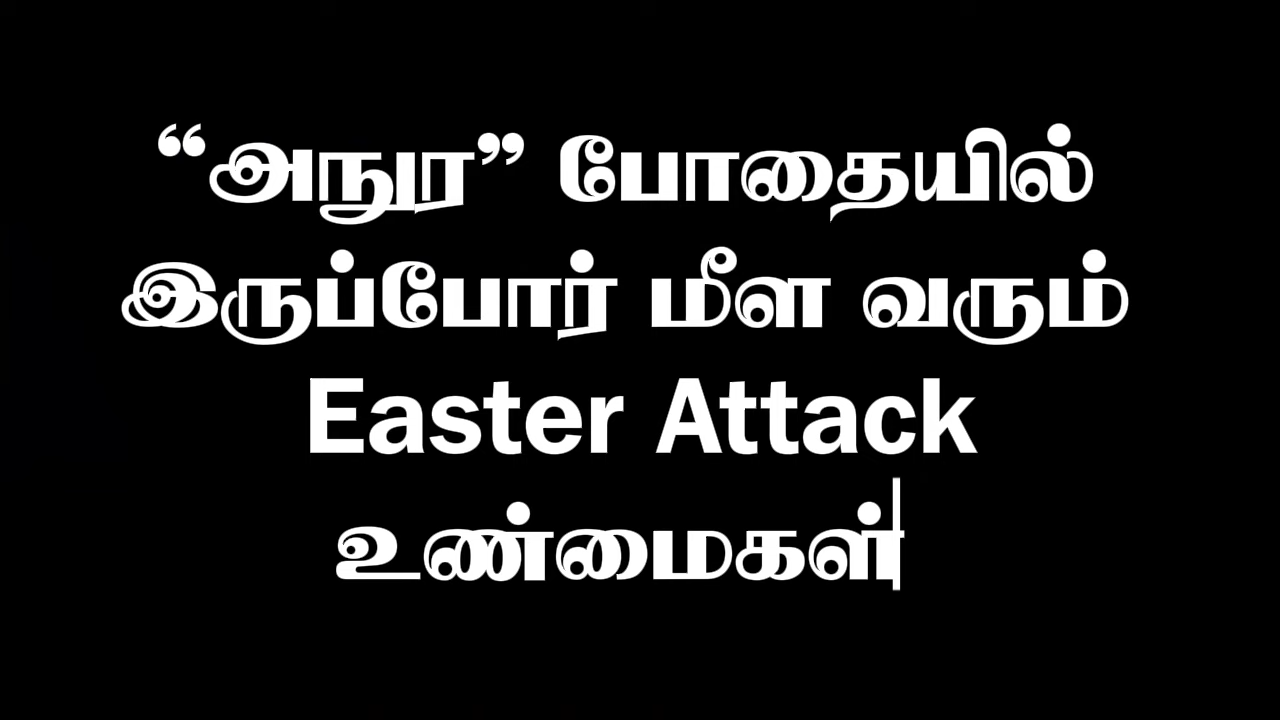 “அநுர” போதையில்
இருப்போர் மீள வரும்
Easter Attack
உண்மைகள்